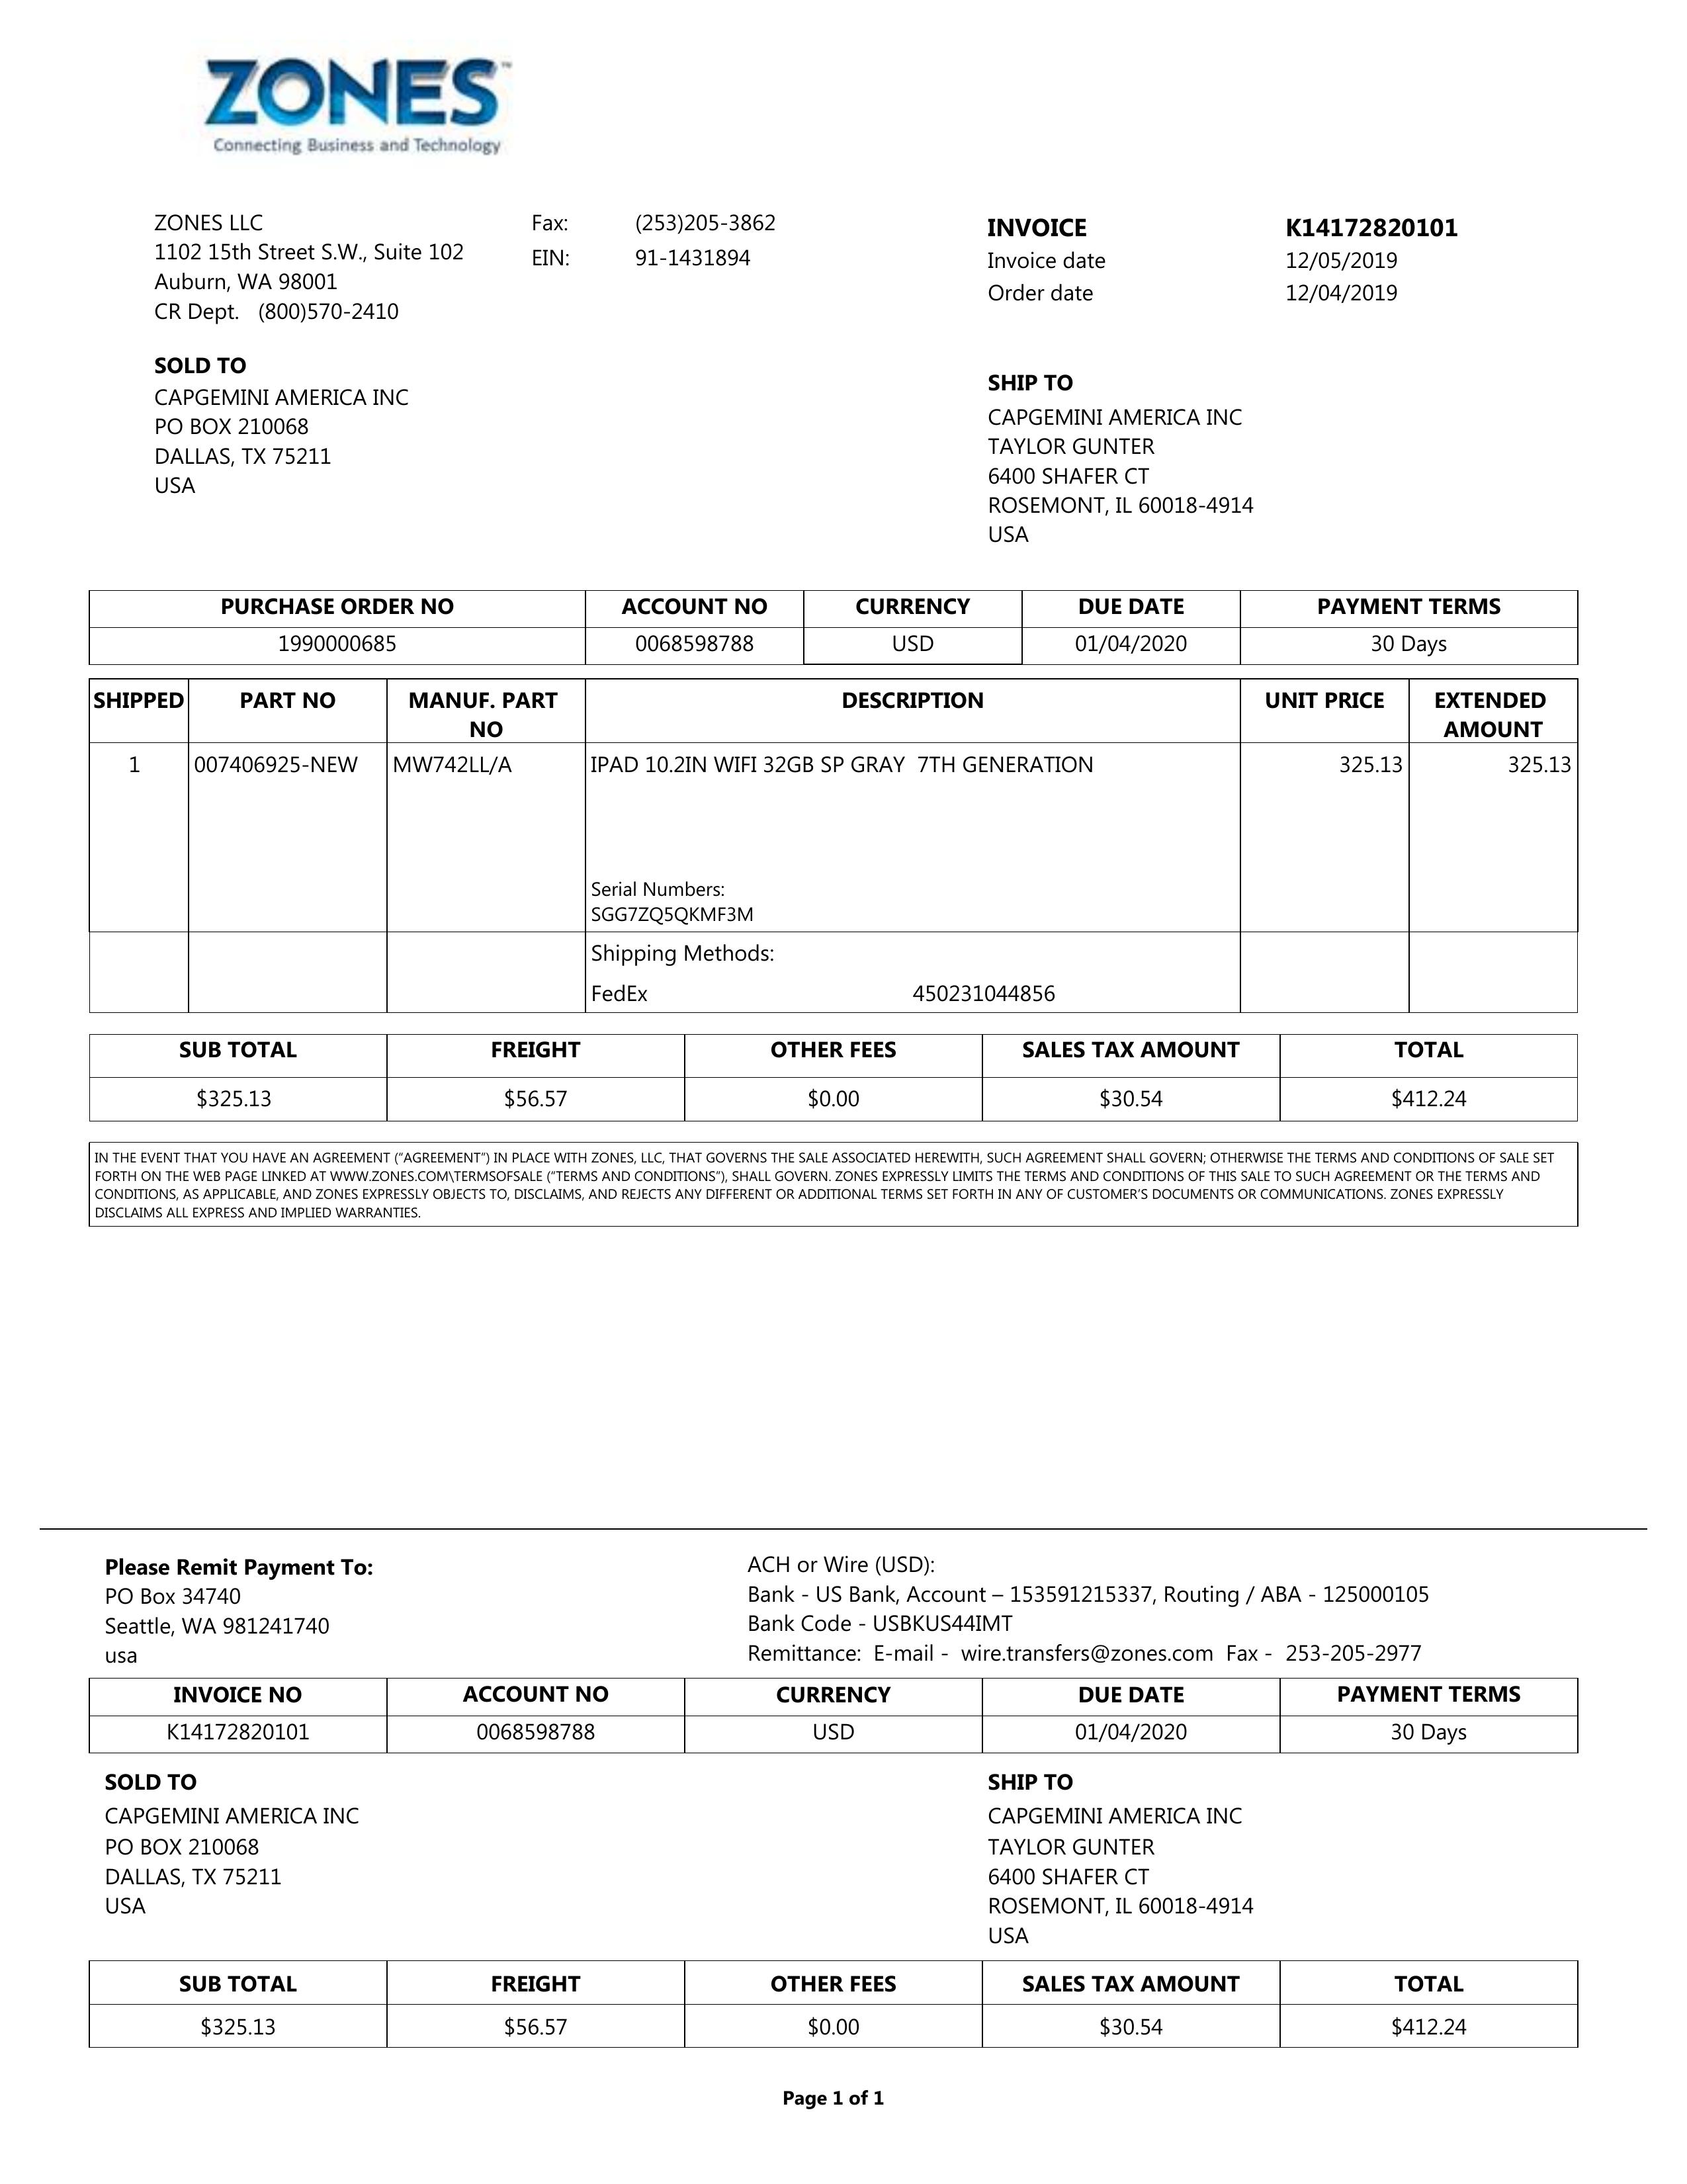 ZONES™
Connecting Business and Technology
ZONES LLC
1102 15th Street S.W., Suite 102
Auburn, WA 98001
CR Dept. (800)570-2410
Fax: (253)205-3862
EIN: 91-1431894
INVOICE K14172820101
Invoice date 12/05/2019
Order date 12/04/2019
SOLD TO
CAPGEMINI AMERICA INC
PO BOX 210068
DALLAS, TX 75211
USA
SHIP TO
CAPGEMINI AMERICA INC
TAYLOR GUNTER
6400 SHAFER CT
ROSEMONT, IL 60018-4914
USA
PURCHASE ORDER NO ACCOUNT NO CURRENCY DUE DATE PAYMENT TERMS
1990000685 0068598788 USD 01/04/2020 30 Days
SHIPPED PART NO MANUF. PART NO DESCRIPTION UNIT PRICE EXTENDED AMOUNT
1 007406925-NEW MW742LL/A IPAD 10.2IN WIFI 32GB SP GRAY 7TH GENERATION 325.13 325.13
Serial Numbers:
SGG7ZQ5QKMF3M
Shipping Methods:
FedEx 450231044856
SUB TOTAL FREIGHT OTHER FEES SALES TAX AMOUNT TOTAL
$325.13 $56.57 $0.00 $30.54 $412.24
IN THE EVENT THAT YOU HAVE AN AGREEMENT (“AGREEMENT”) IN PLACE WITH ZONES, LLC, THAT GOVERNS THE SALE ASSOCIATED HEREWITH, SUCH AGREEMENT SHALL GOVERN; OTHERWISE THE TERMS AND CONDITIONS OF SALE SET
FORTH ON THE WEB PAGE LINKED AT WWW.ZONES.COM\TERMSOFSALE (“TERMS AND CONDITIONS”), SHALL GOVERN. ZONES EXPRESSLY LIMITS THE TERMS AND CONDITIONS OF THIS SALE TO SUCH AGREEMENT OR THE TERMS AND
CONDITIONS, AS APPLICABLE, AND ZONES EXPRESSLY OBJECTS TO, DISCLAIMS, AND REJECTS ANY DIFFERENT OR ADDITIONAL TERMS SET FORTH IN ANY OF CUSTOMER’S DOCUMENTS OR COMMUNICATIONS. ZONES EXPRESSLY
DISCLAIMS ALL EXPRESS AND IMPLIED WARRANTIES.
Please Remit Payment To:
PO Box 34740
Seattle, WA 981241740
usa
ACH or Wire (USD):
Bank - US Bank, Account – 153591215337, Routing / ABA - 125000105
Bank Code - USBKUS44IMT
Remittance: E-mail - wire.transfers@zones.com Fax - 253-205-2977
INVOICE NO ACCOUNT NO CURRENCY DUE DATE PAYMENT TERMS
K14172820101 0068598788 USD 01/04/2020 30 Days
SOLD TO
CAPGEMINI AMERICA INC
PO BOX 210068
DALLAS, TX 75211
USA
SHIP TO
CAPGEMINI AMERICA INC
TAYLOR GUNTER
6400 SHAFER CT
ROSEMONT, IL 60018-4914
USA
SUB TOTAL FREIGHT OTHER FEES SALES TAX AMOUNT TOTAL
$325.13 $56.57 $0.00 $30.54 $412.24
Page 1 of 1